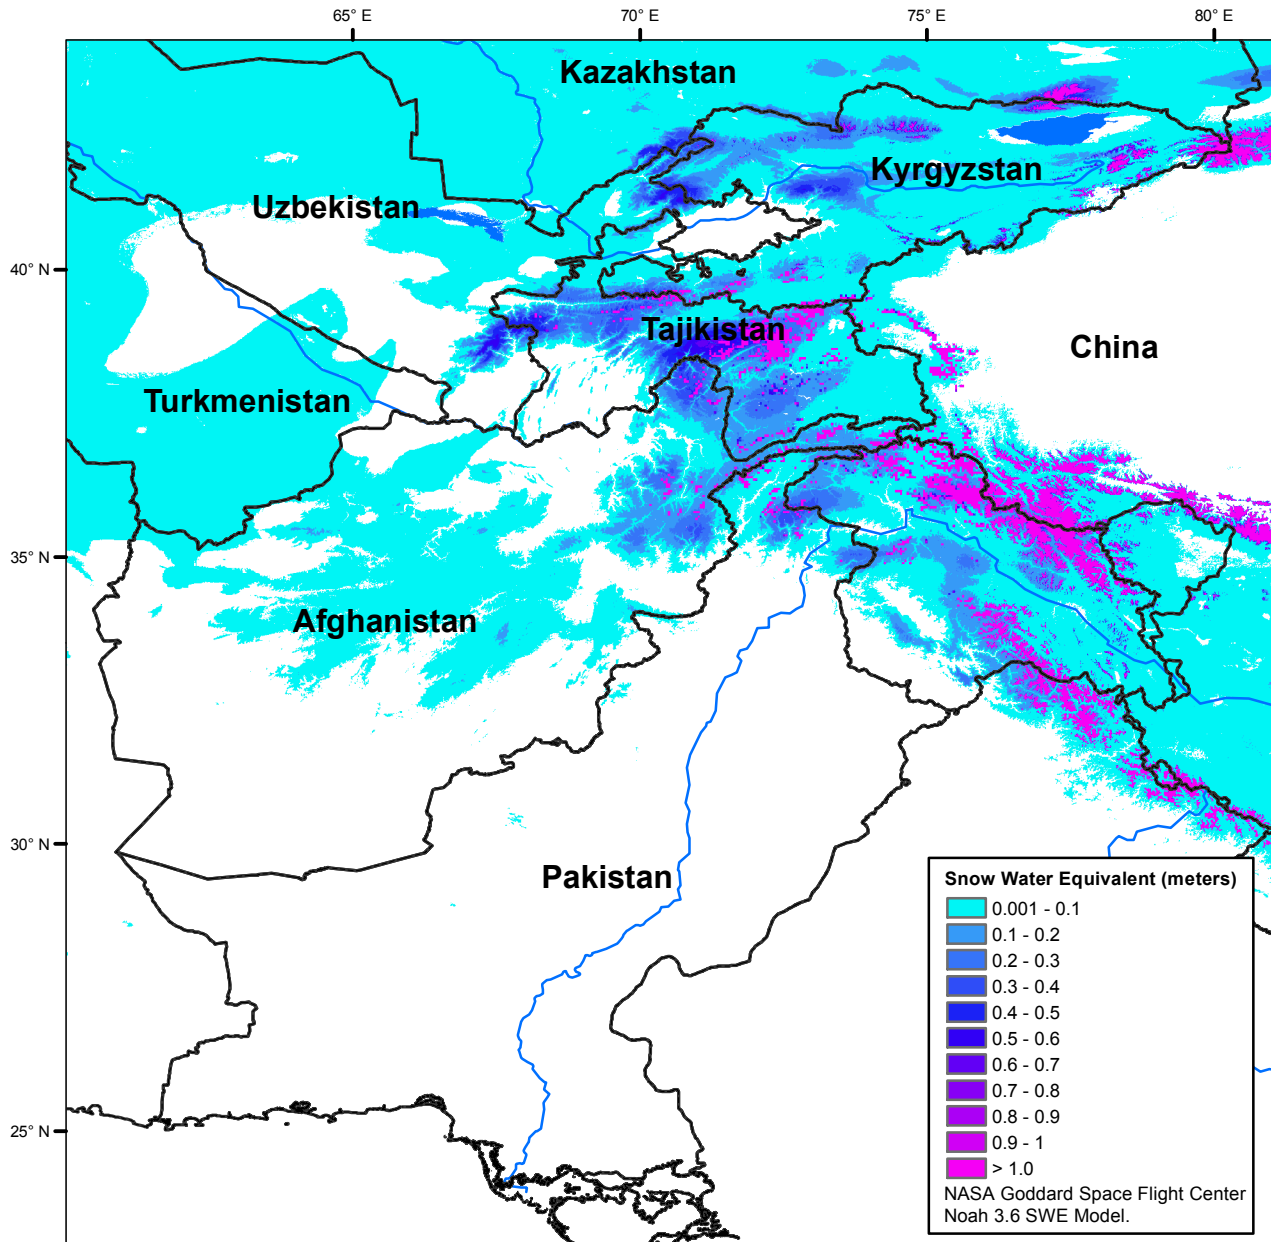 65° E
70° E
75° E
80° E
Kazakhstan
Kyrgyzstan
Uzbekistan
40° N
Tajikistan
China
Turkmenistan
35° N
Afghanistan
30° N
Pakistan
25° N
Snow Water Equivalent (meters)
0.001 - 0.1
0.1 - 0.2
0.2 - 0.3
0.3 - 0.4
0.4 - 0.5
0.5 - 0.6
0.6 - 0.7
0.7 - 0.8
0.8 - 0.9
0.9 - 1
> 1.0
NASA Goddard Space Flight Center
Noah 3.6 SWE Model.